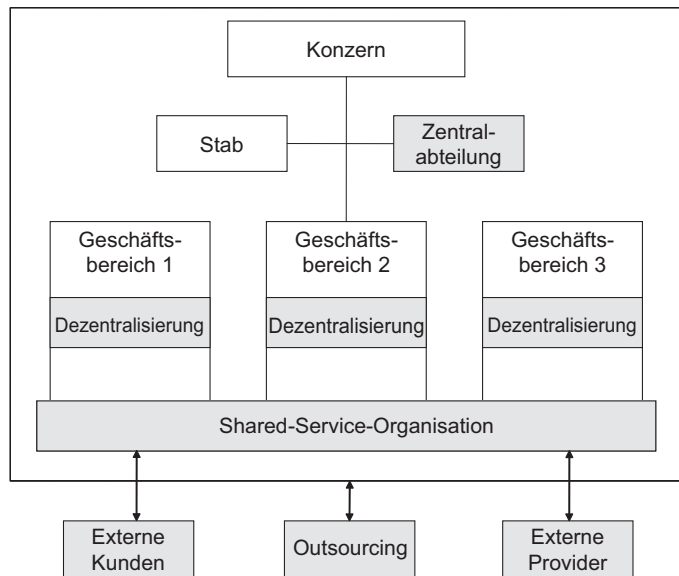 Konzern
Stab
Zentral-
abteilung
Geschäfts-
bereich 1
Geschäfts-
bereich 2
Geschäfts-
bereich 3
Dezentralisierung
Dezentralisierung
Dezentralisierung
Shared-Service-Organisation
Externe
Kunden
Outsourcing
Externe
Provider